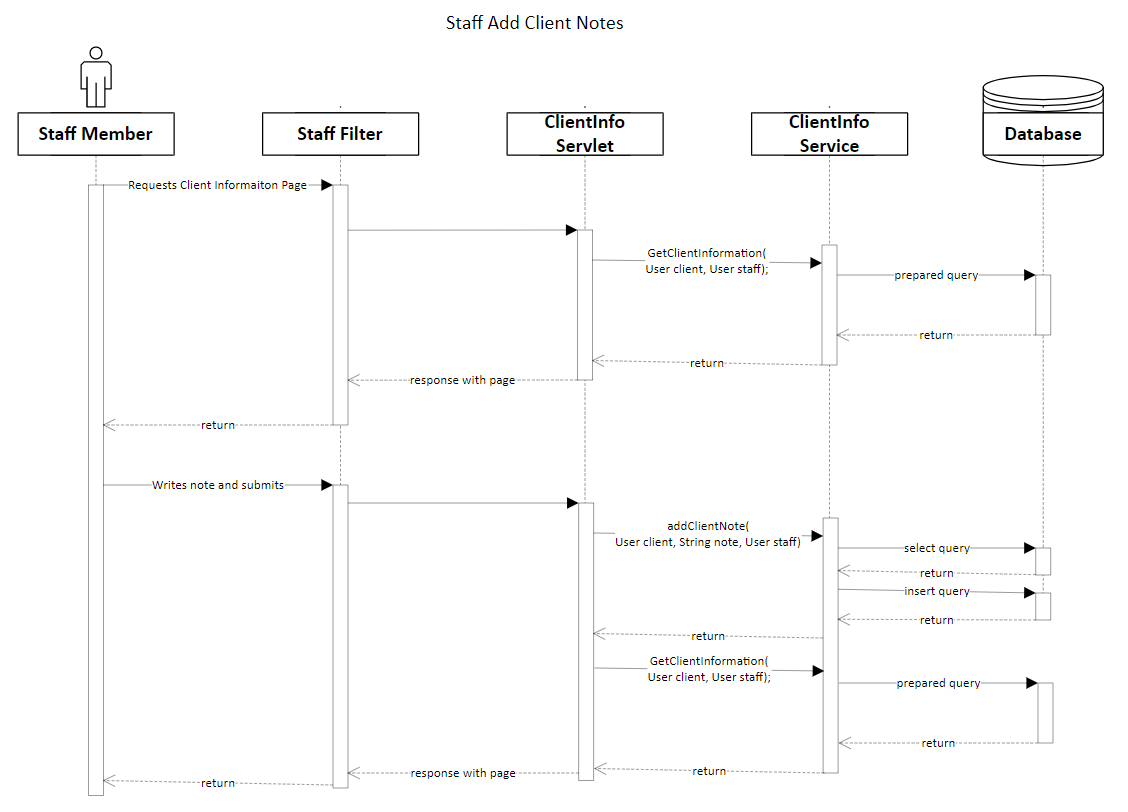 Staff Add Client Notes
Staff Member
Staff Filter
ClientInfo
Servlet
ClientInfo
Service
Database
Requests Client Informaiton Page
GetClientInformation(
User client, User staff);
prepared query
return
return
response with page
return
Writes note and submits
addClientNote(
User client, String note, User staff)
select query
return
insert query
return
return
GetClientInformation(
User client, User staff);
prepared query
return
return
response with page
return